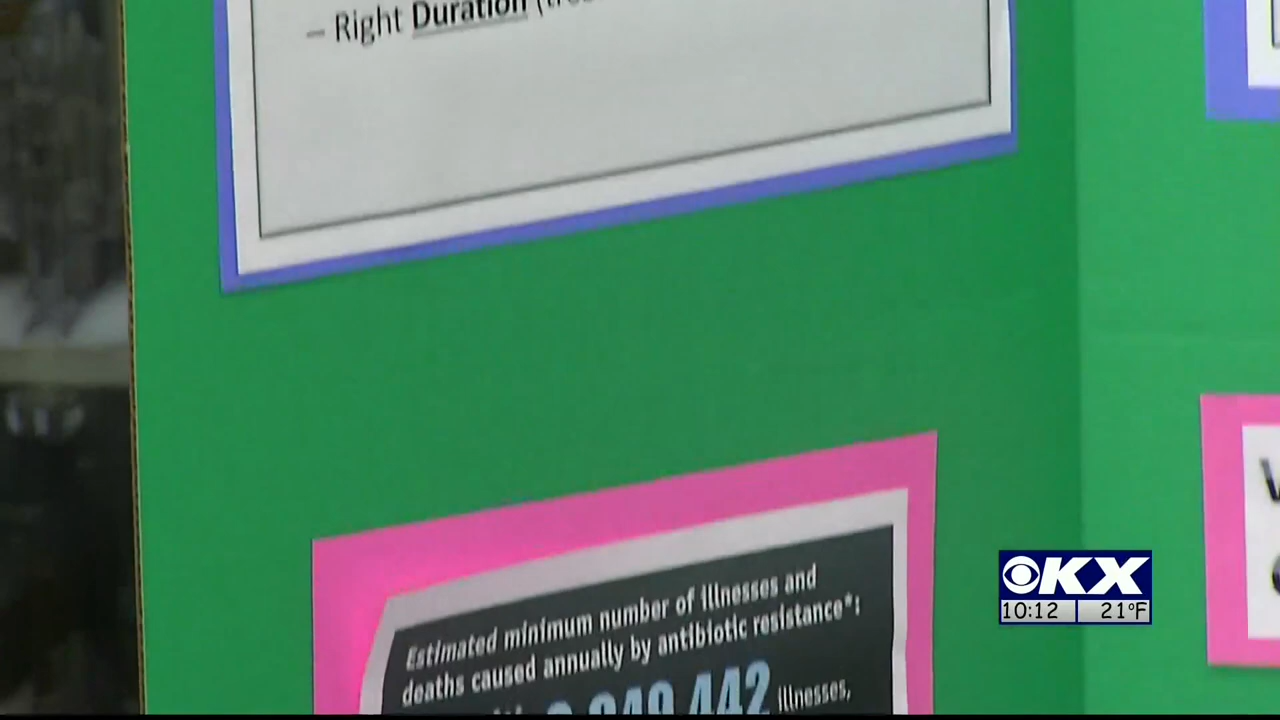 – Right Duration
Estimated minimum number of illnesses and
deaths caused annually by antibiotic resistance*:
illnesses,
KX
10:12 21°F